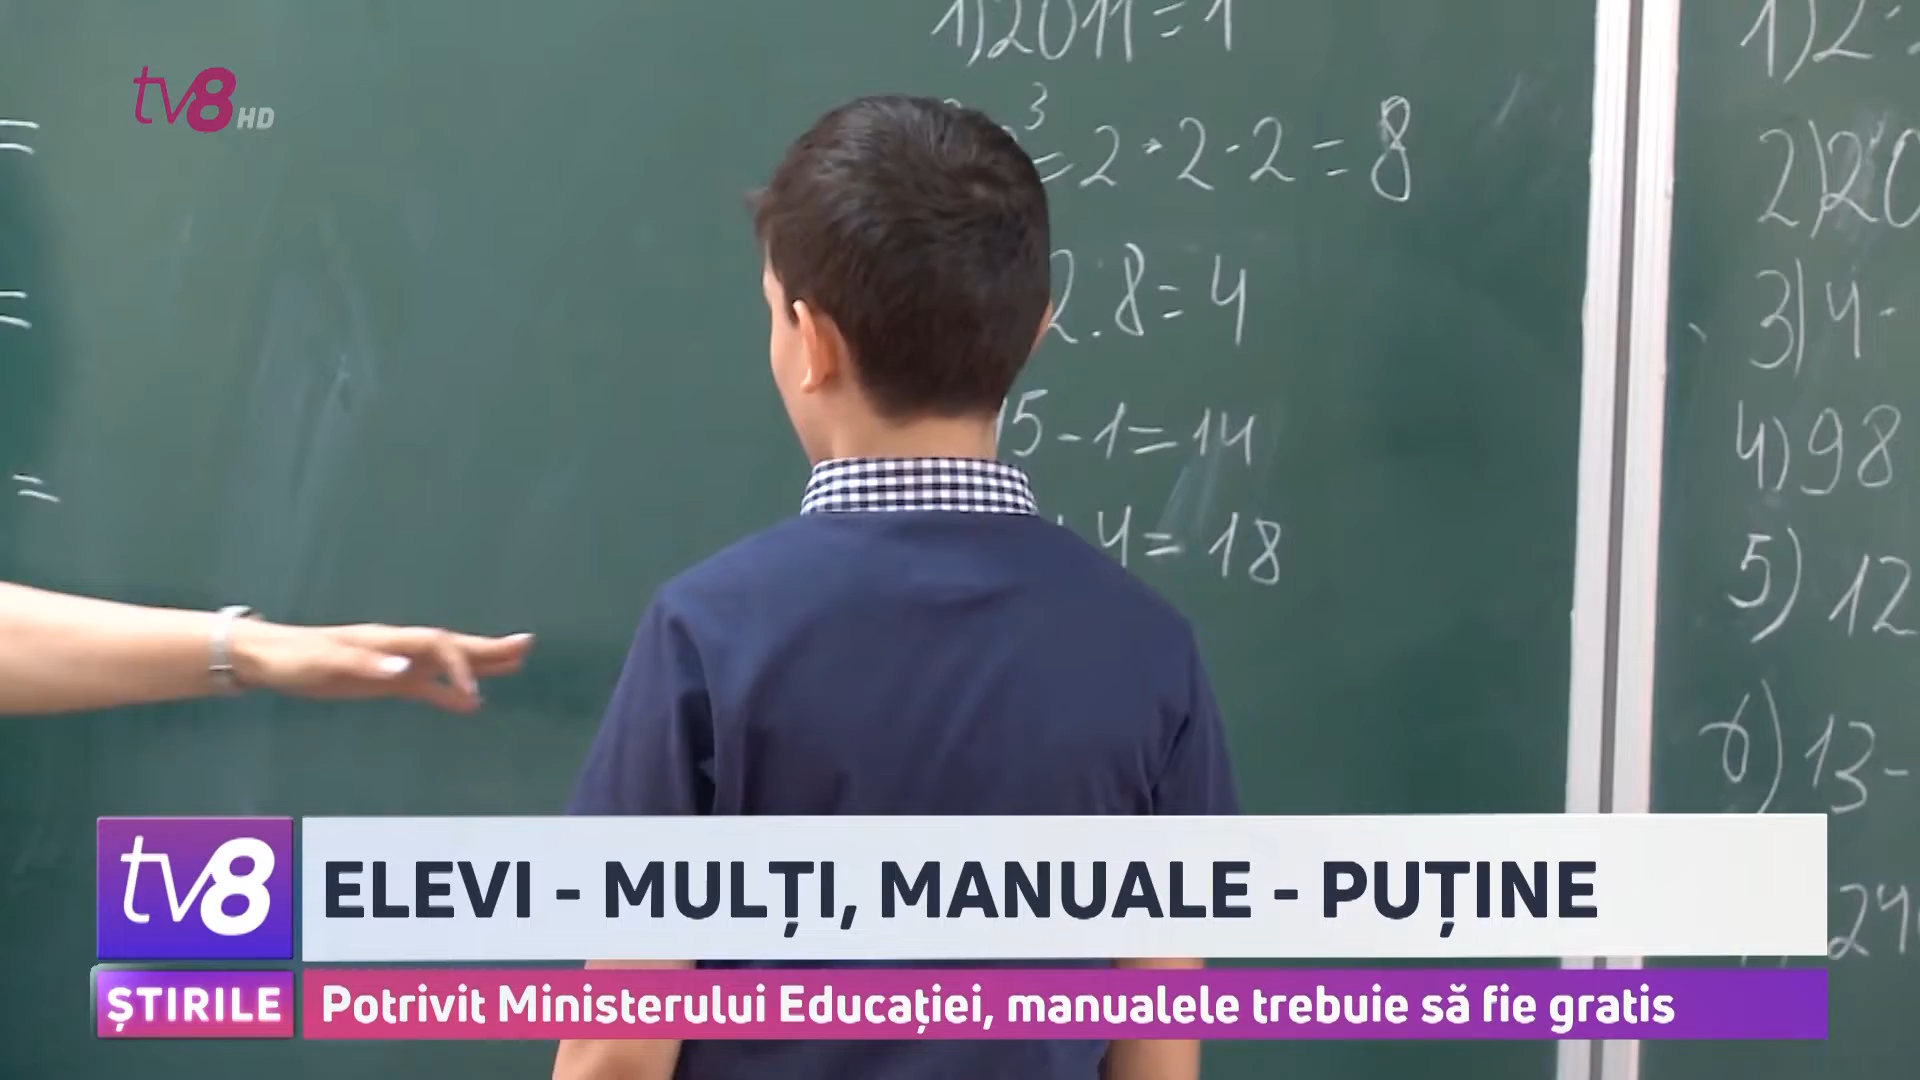 tv8 HD
1) 2011 = 1
3 = 2 · 2 · 2 = 8
2 . 8 = 4
15 - 1 = 14
4 = 18
1) 2
2) 20
3) 4 ·
4) 98
5) 12
6) 13 -
24
tv8
ELEVI - MULȚI, MANUALE - PUȚINE
ȘTIRILE
Potrivit Ministerului Educației, manualele trebuie să fie gratis